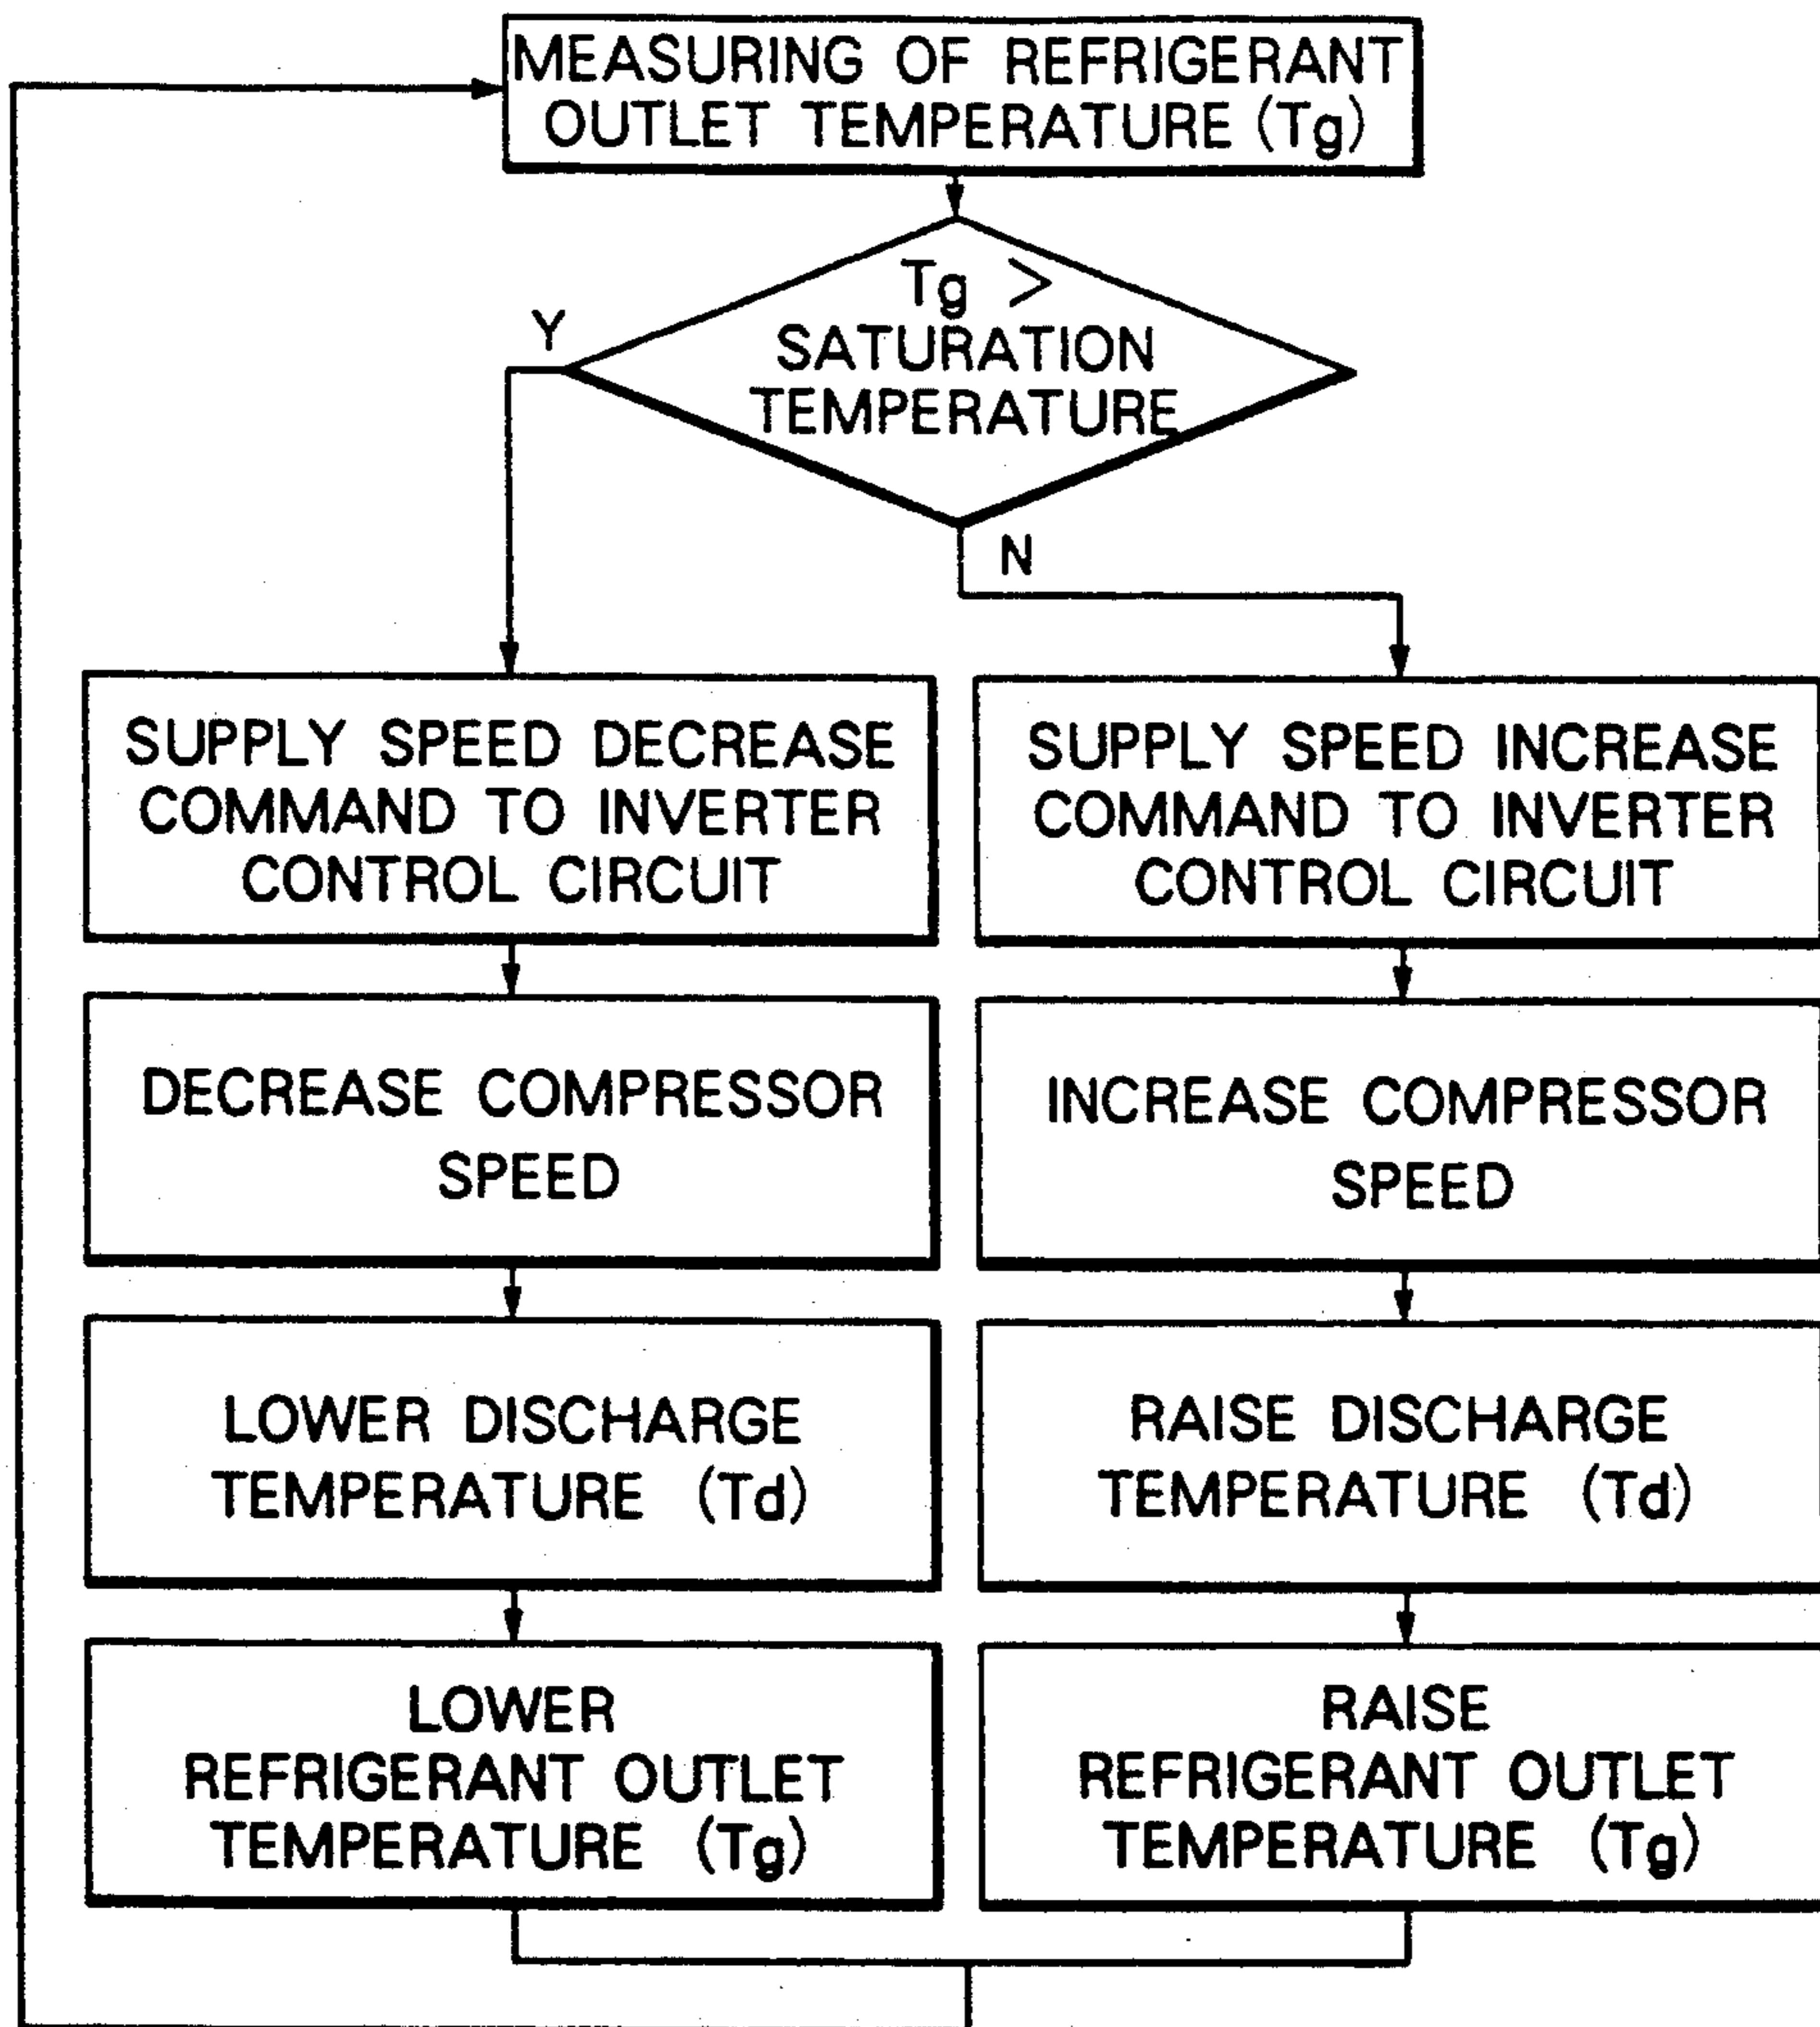 MEASURING OF REFRIGERANT
OUTLET TEMPERATURE (Tg)
Tg >
SATURATION
TEMPERATURE
Y
N
SUPPLY SPEED DECREASE
COMMAND TO INVERTER
CONTROL CIRCUIT
SUPPLY SPEED INCREASE
COMMAND TO INVERTER
CONTROL CIRCUIT
DECREASE COMPRESSOR
SPEED
INCREASE COMPRESSOR
SPEED
LOWER DISCHARGE
TEMPERATURE (Td)
RAISE DISCHARGE
TEMPERATURE (Td)
LOWER
REFRIGERANT OUTLET
TEMPERATURE (Tg)
RAISE
REFRIGERANT OUTLET
TEMPERATURE (Tg)